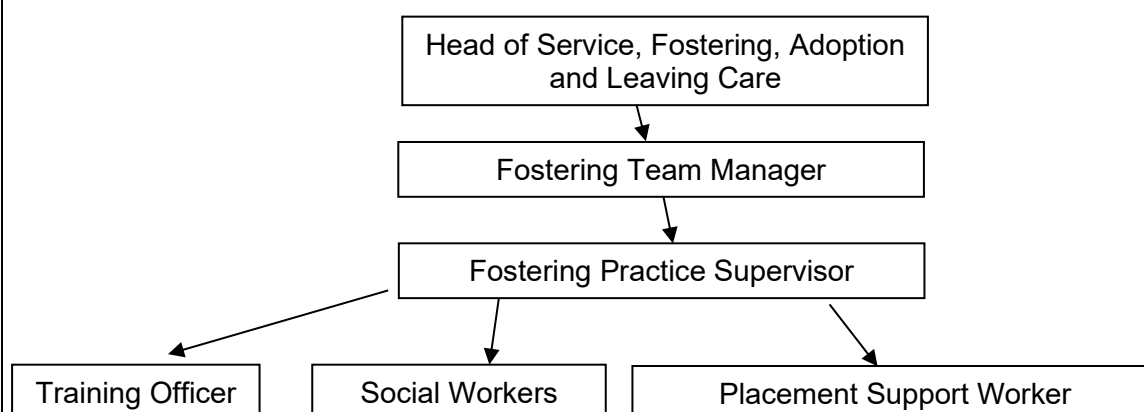 Head of Service, Fostering, Adoption
and Leaving Care
Fostering Team Manager
Fostering Practice Supervisor
Training Officer
Social Workers
Placement Support Worker